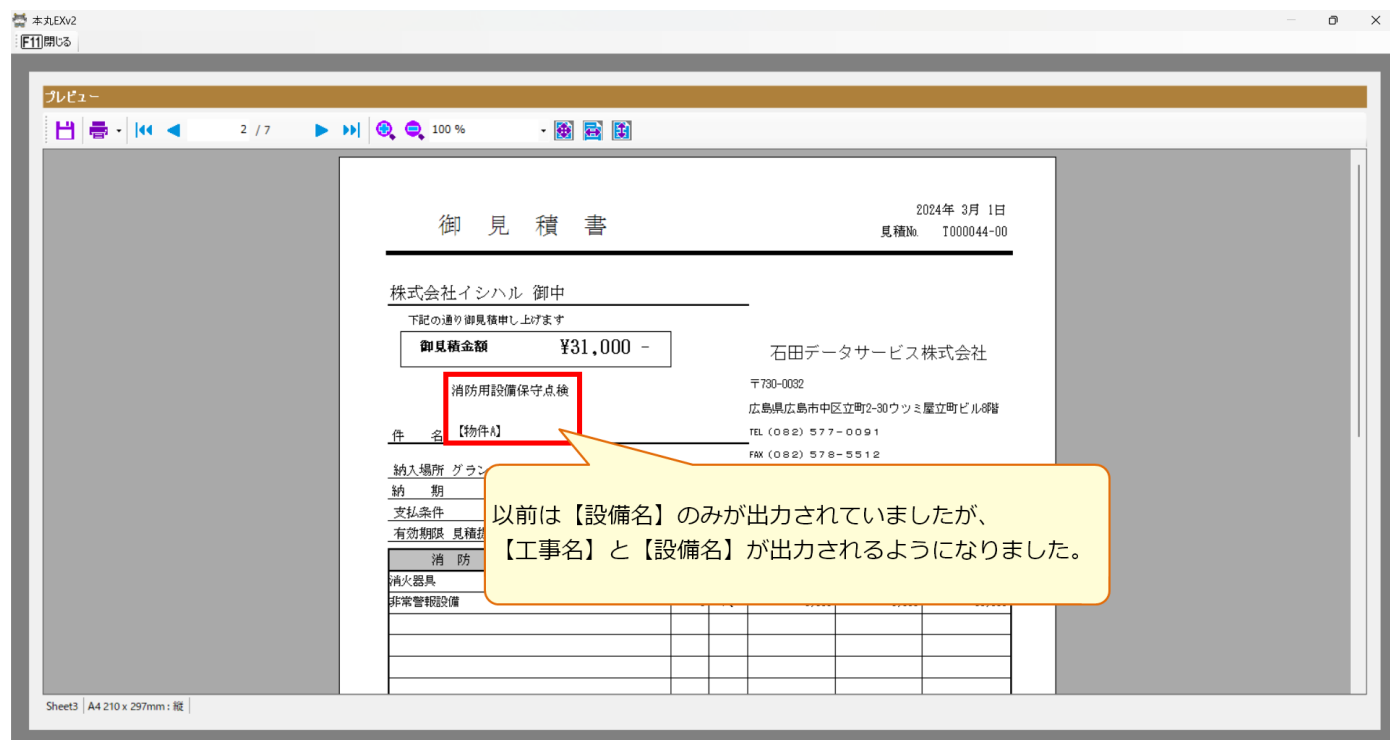 本丸EXv2
F11閉じる
プレビュー
2 / 7
100 %
2024年 3月 1日
御 見 積 書
見積No. T000044-00
株式会社イシハル 御中
下記の通り御見積申し上げます
御見積金額 ¥31,000 -
石田データサービス株式会社
消防用設備保守点検
〒730-0032
広島県広島市中区立町2-30ウツミ屋立町ビル8階
件 名 【物件A】
TEL (082) 577-0091
FAX (082) 578-5512
納入場所 グラン
納 期
支払条件
有効期限 見積
以前は【設備名】のみが出力されていましたが、
【工事名】と【設備名】が出力されるようになりました。
消 防
消火器具
非常警報設備
Sheet3 A4 210 x 297mm : 縦